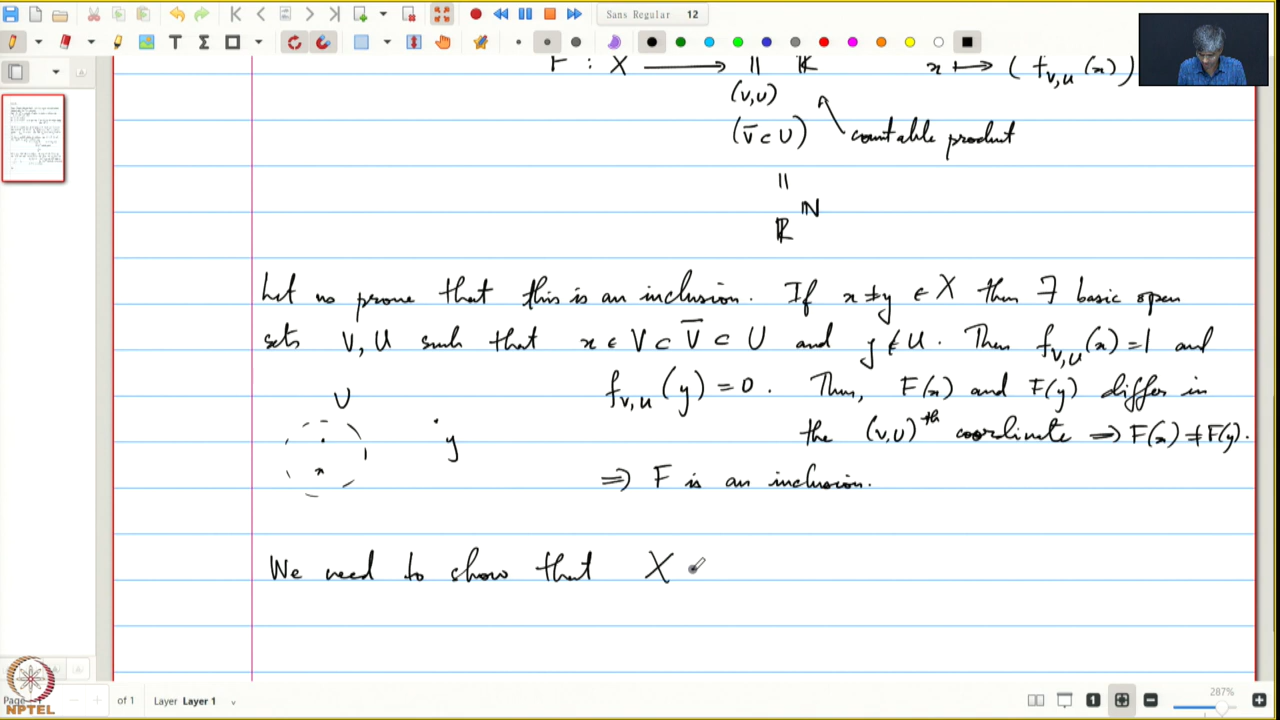 Sans Regular 12
F : X ⟶ ∏ ℝ x ⟼ ( f_{V,U} (x) )
(V,U)
(V̄ ⊂ U) countable product
||
ℝ^ℕ
Let us prove that this is an inclusion. If x ≠ y ∈ X then ∃ basic open
sets V, U such that x ∈ V ⊂ V̄ ⊂ U and y ∉ U. Then f_{V,U}(x) = 1 and
f_{V,U}(y) = 0. Thus, F(x) and F(y) differ in
the (V,U)^th coordinate ⟹ F(x) ≠ F(y).
U
y
x
⟹ F is an inclusion.
We need to show that X
NPTEL
Page
of 1
Layer Layer 1
287%